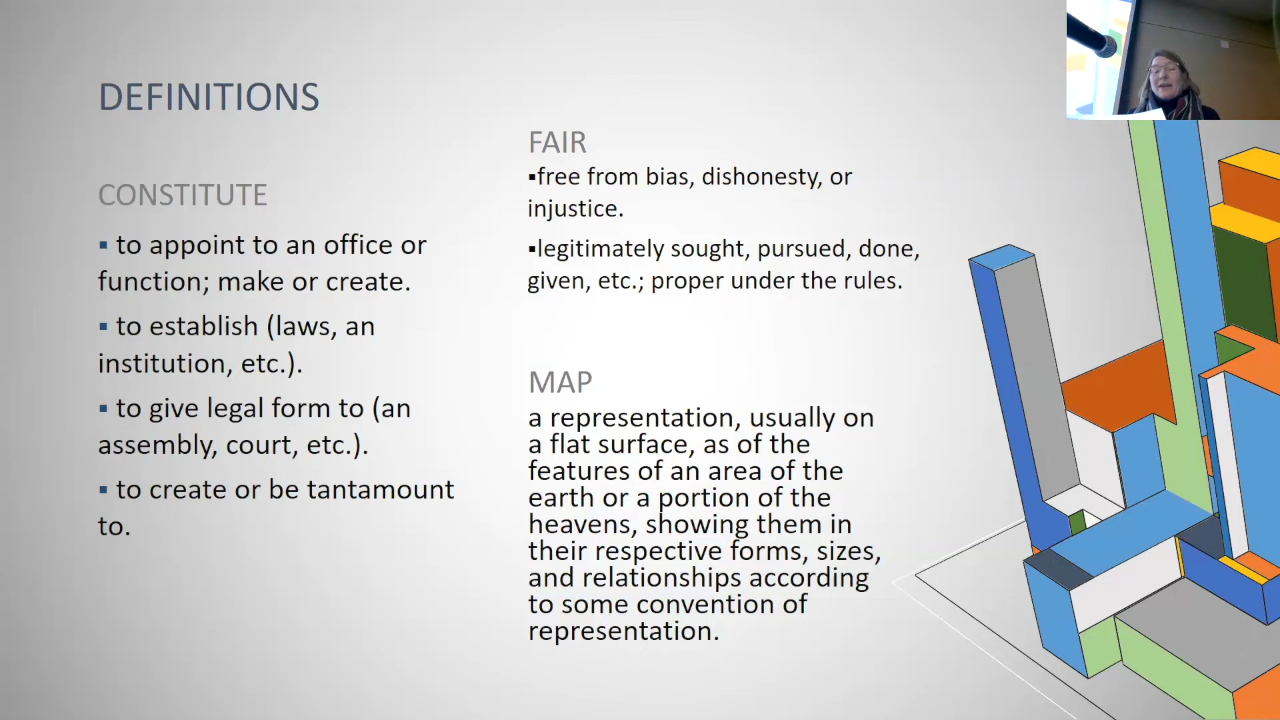 DEFINITIONS
CONSTITUTE
▪ to appoint to an office or
function; make or create.
▪ to establish (laws, an
institution, etc.).
▪ to give legal form to (an
assembly, court, etc.).
▪ to create or be tantamount
to.
FAIR
▪free from bias, dishonesty, or
injustice.
▪legitimately sought, pursued, done,
given, etc.; proper under the rules.
MAP
a representation, usually on
a flat surface, as of the
features of an area of the
earth or a portion of the
heavens, showing them in
their respective forms, sizes,
and relationships according
to some convention of
representation.